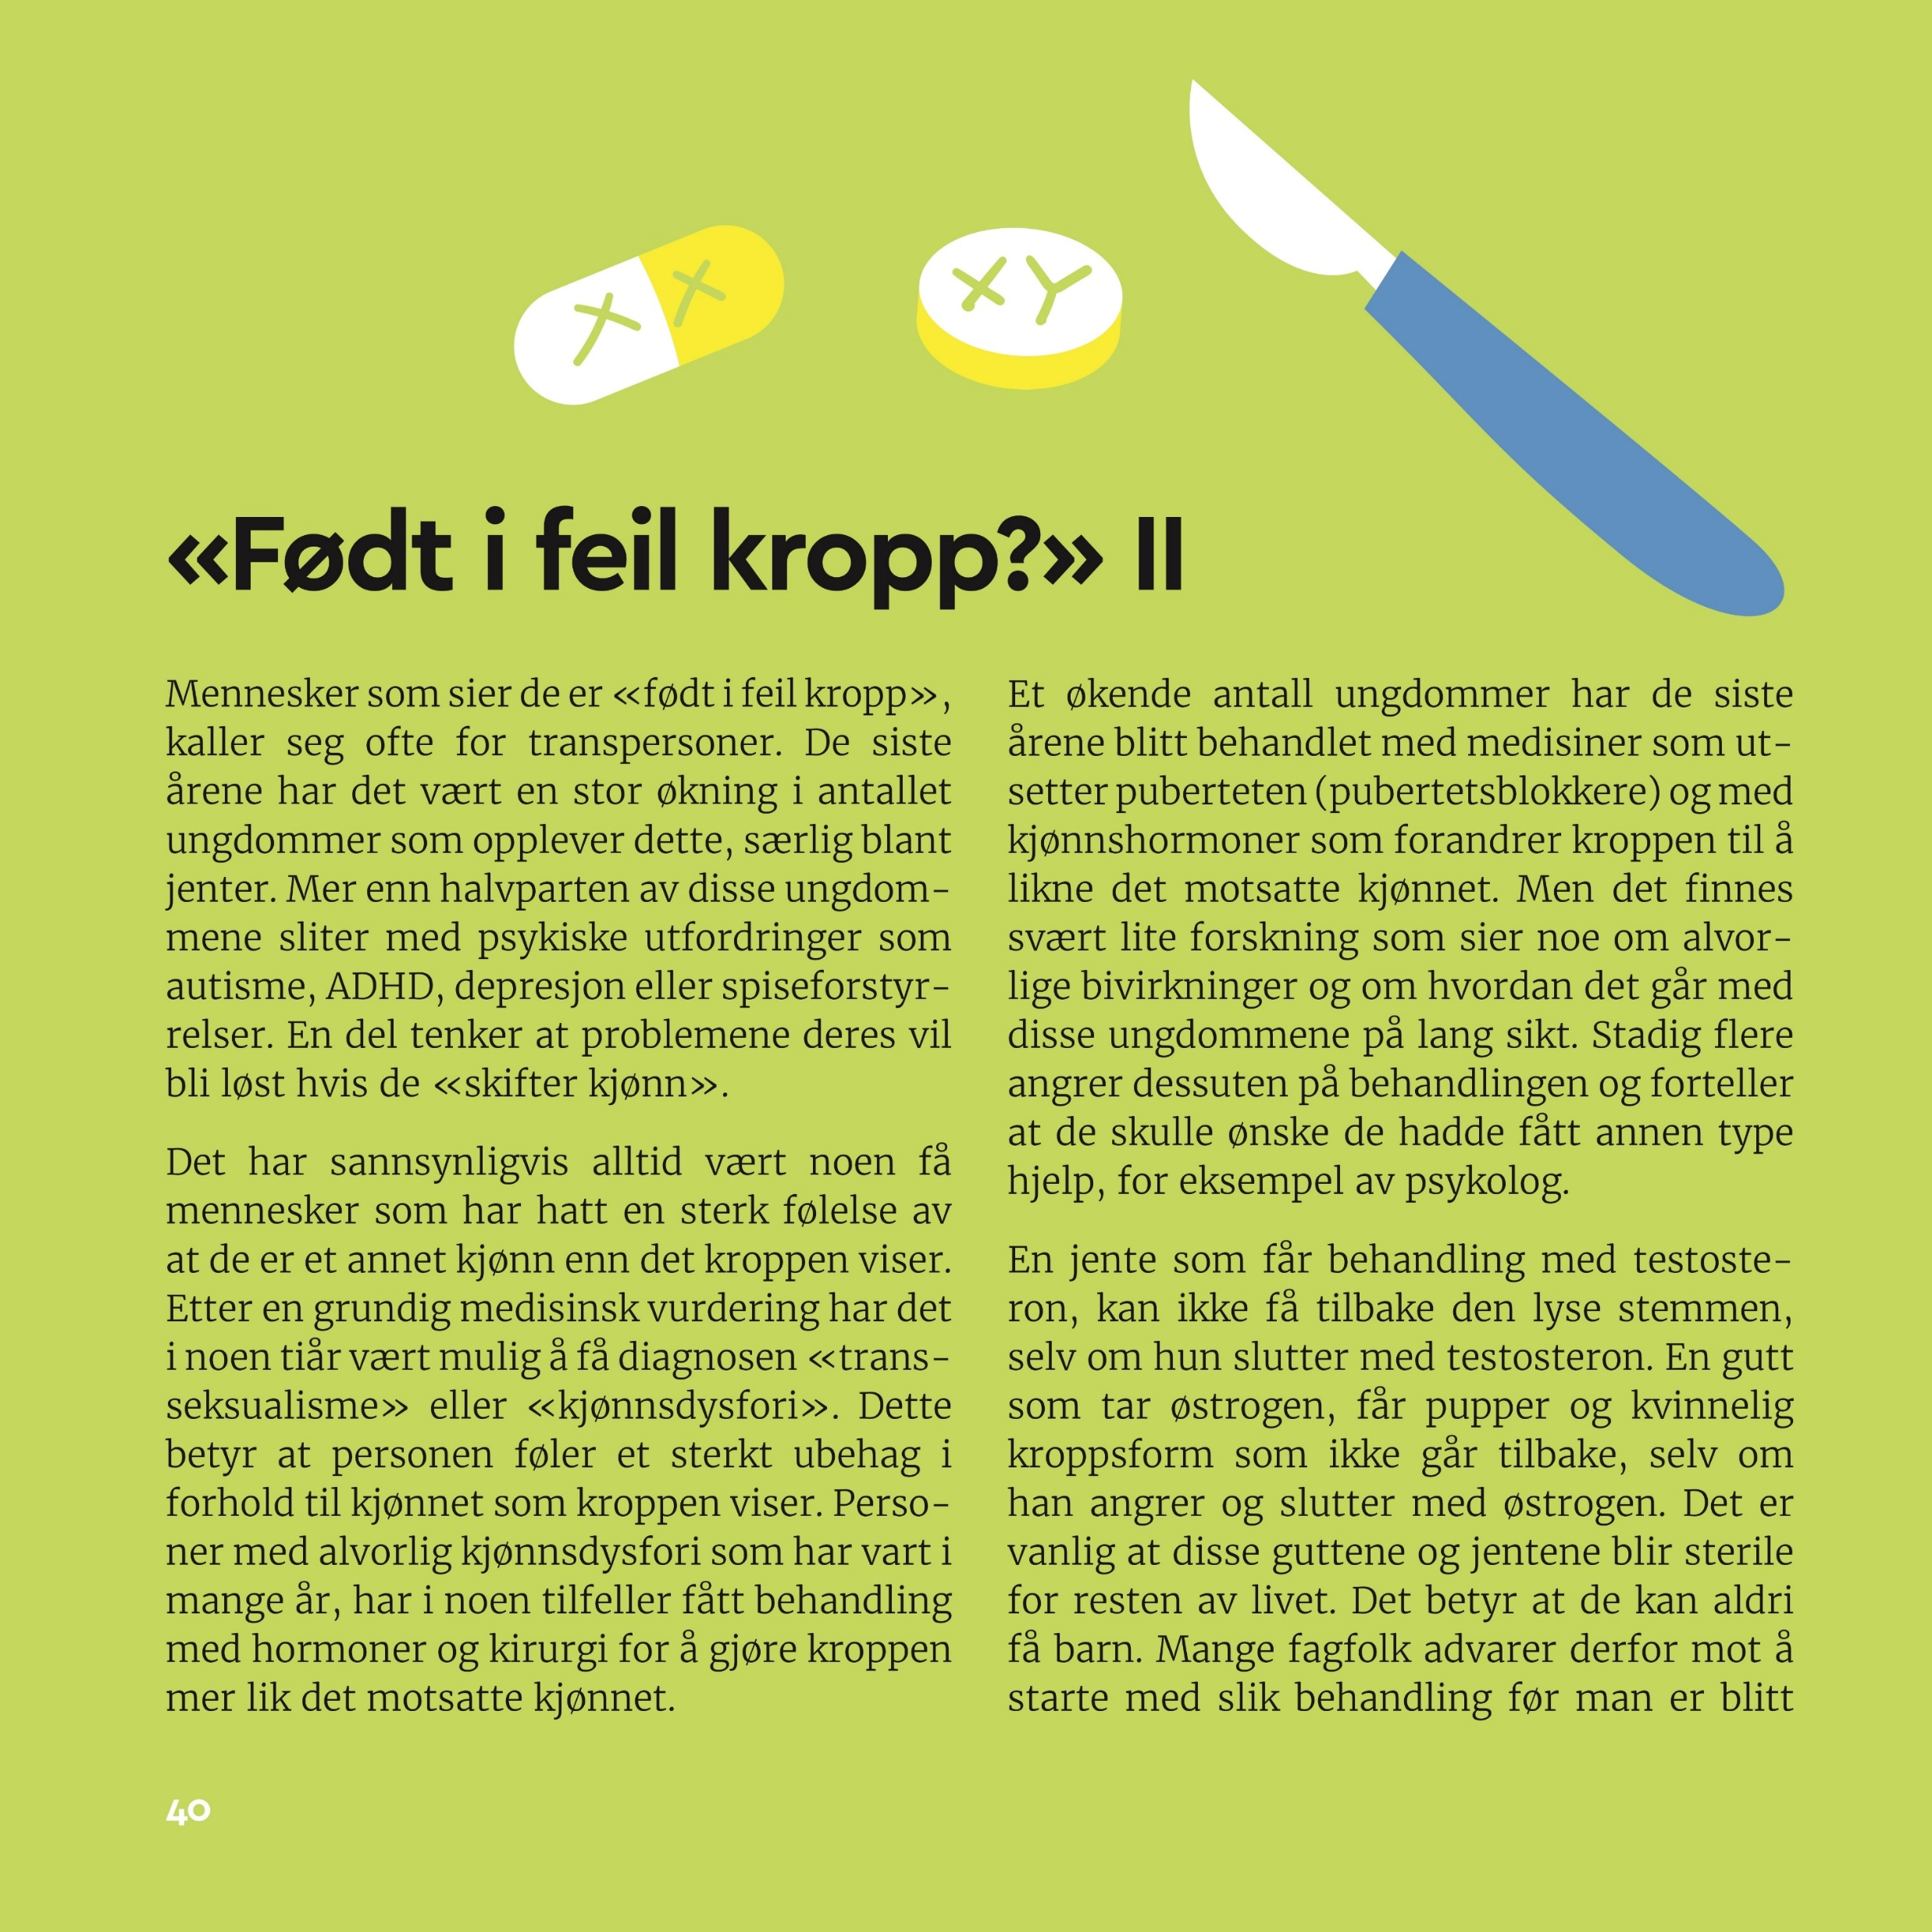 X X
XY
«Født i feil kropp?» II
Mennesker som sier de er «født i feil kropp»,
kaller seg ofte for transpersoner. De siste
årene har det vært en stor økning i antallet
ungdommer som opplever dette, særlig blant
jenter. Mer enn halvparten av disse ungdom-
mene sliter med psykiske utfordringer som
autisme, ADHD, depresjon eller spiseforstyr-
relser. En del tenker at problemene deres vil
bli løst hvis de «skifter kjønn».
Det har sannsynligvis alltid vært noen få
mennesker som har hatt en sterk følelse av
at de er et annet kjønn enn det kroppen viser.
Etter en grundig medisinsk vurdering har det
i noen tiår vært mulig å få diagnosen «trans-
seksualisme» eller «kjønnsdysfori». Dette
betyr at personen føler et sterkt ubehag i
forhold til kjønnet som kroppen viser. Perso-
ner med alvorlig kjønnsdysfori som har vart i
mange år, har i noen tilfeller fått behandling
med hormoner og kirurgi for å gjøre kroppen
mer lik det motsatte kjønnet.
Et økende antall ungdommer har de siste
årene blitt behandlet med medisiner som ut-
setter puberteten (pubertetsblokkere) og med
kjønnshormoner som forandrer kroppen til å
likne det motsatte kjønnet. Men det finnes
svært lite forskning som sier noe om alvor-
lige bivirkninger og om hvordan det går med
disse ungdommene på lang sikt. Stadig flere
angrer dessuten på behandlingen og forteller
at de skulle ønske de hadde fått annen type
hjelp, for eksempel av psykolog.
En jente som får behandling med testoste-
ron, kan ikke få tilbake den lyse stemmen,
selv om hun slutter med testosteron. En gutt
som tar østrogen, får pupper og kvinnelig
kroppsform som ikke går tilbake, selv om
han angrer og slutter med østrogen. Det er
vanlig at disse guttene og jentene blir sterile
for resten av livet. Det betyr at de kan aldri
få barn. Mange fagfolk advarer derfor mot å
starte med slik behandling før man er blitt
40